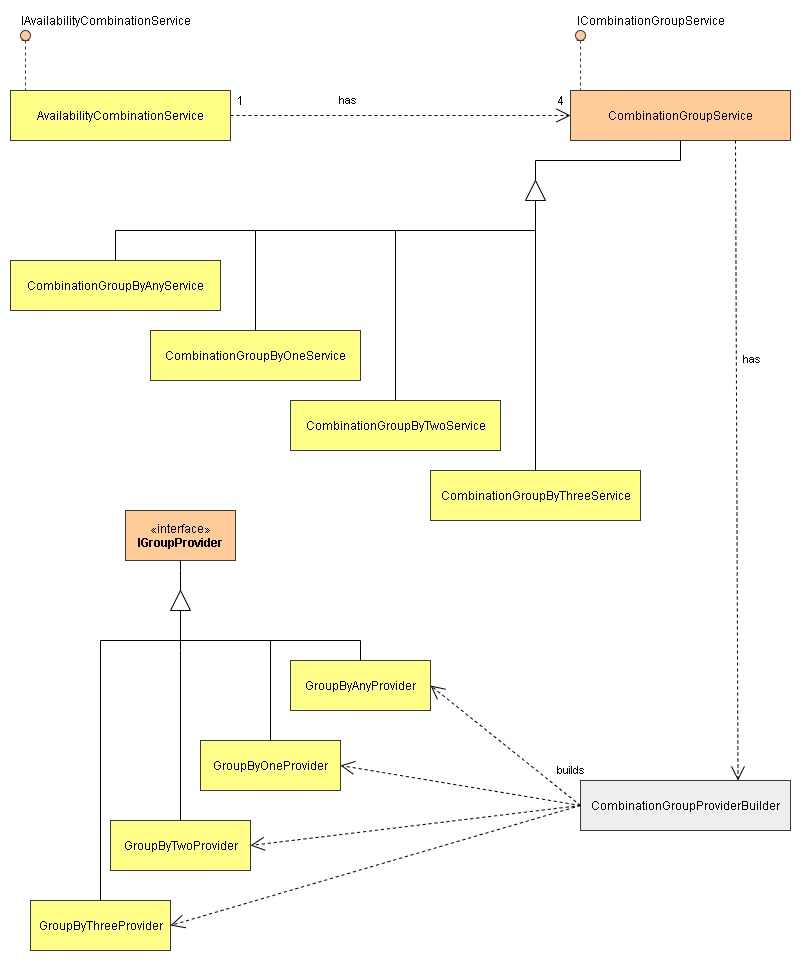 IAvailabilityCombinationService
ICombinationGroupService
1
has
4
AvailabilityCombinationService
CombinationGroupService
CombinationGroupByAnyService
CombinationGroupByOneService
has
CombinationGroupByTwoService
CombinationGroupByThreeService
«interface»
IGroupProvider
GroupByAnyProvider
GroupByOneProvider
builds
CombinationGroupProviderBuilder
GroupByTwoProvider
GroupByThreeProvider